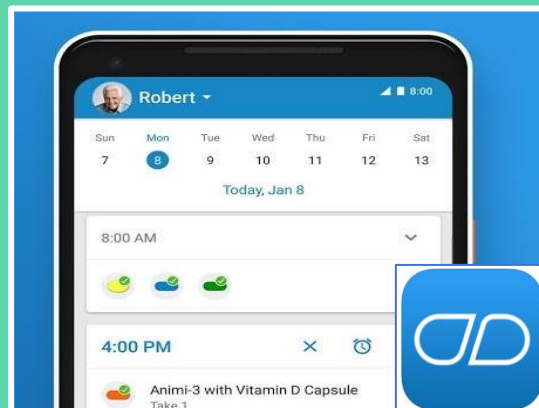 Robert
8:00
Sun Mon Tue Wed Thu Fri Sat
7 8 9 10 11 12 13
Today, Jan 8
8:00 AM
4:00 PM
Animi-3 with Vitamin D Capsule
Take 1